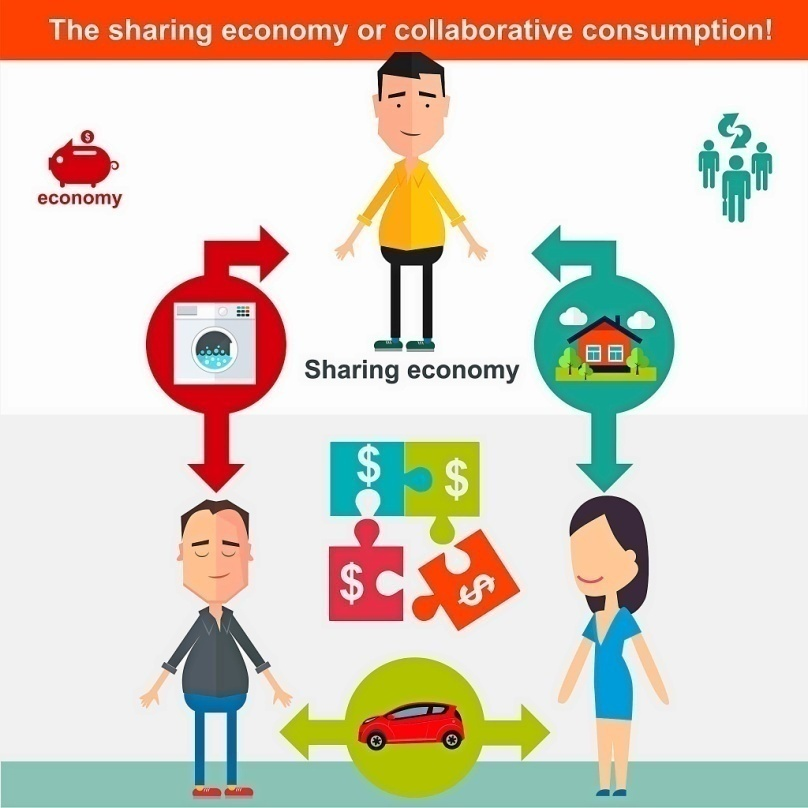 The sharing economy or collaborative consumption!
$
economy
Sharing economy
$ $
$ $